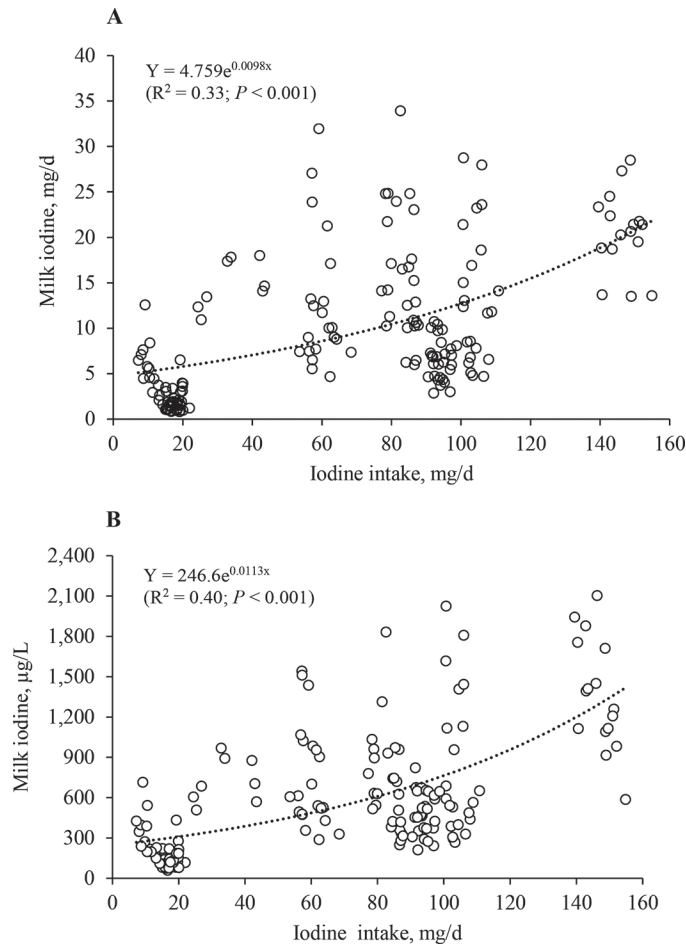 A
Y = 4.759e^0.0098x
(R² = 0.33; P < 0.001)
40
35
30
25
20
15
10
5
0
Milk iodine, mg/d
0 20 40 60 80 100 120 140 160
Iodine intake, mg/d
B
Y = 246.6e^0.0113x
(R² = 0.40; P < 0.001)
2,400
2,100
1,800
1,500
1,200
900
600
300
0
Milk iodine, µg/L
0 20 40 60 80 100 120 140 160
Iodine intake, mg/d